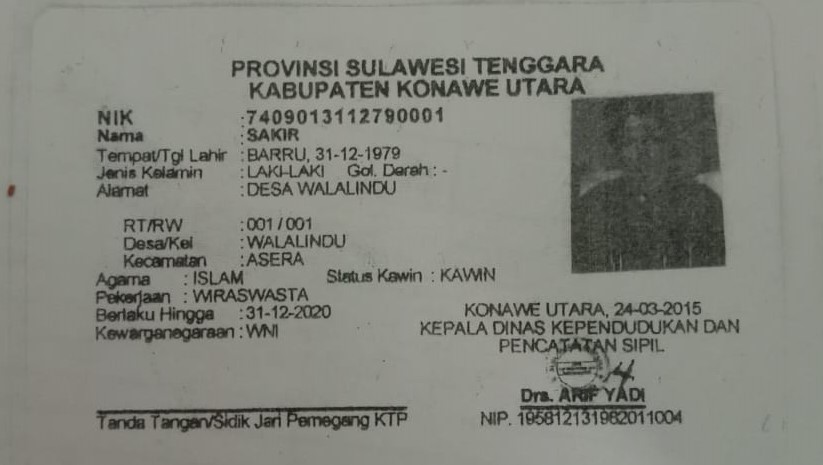 PROVINSI SULAWESI TENGGARA
KABUPATEN KONAWE UTARA
NIK :7409013112790001
Nama :SAKIR
Tempat/Tgl Lahir :BARRU, 31-12-1979
Jenis Kelamin :LAKI-LAKI Gol. Darah : -
Alamat :DESA WALALINDU
RT/RW :001 / 001
Desa/Kel :WALALINDU
Kecamatan :ASERA
Agama : ISLAM Status Kawin : KAWIN
Pekerjaan : WIRASWASTA
Berlaku Hingga :31-12-2020
Kewarganegaraan : WNI
KONAWE UTARA, 24-03-2015
KEPALA DINAS KEPENDUDUKAN DAN
PENCATATAN SIPIL
Drs. ARIF YADI
NIP. 195812131982011004
Tanda Tangan/Sidik Jari Pemegang KTP